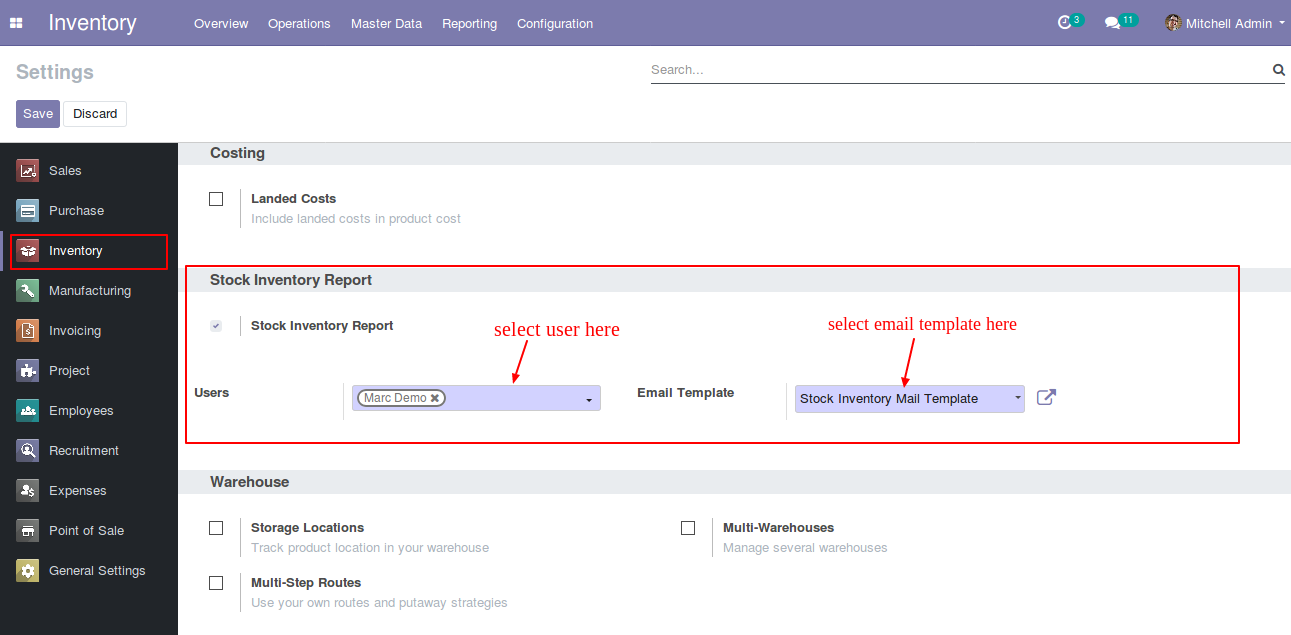 Inventory Overview Operations Master Data Reporting Configuration 3 11 Mitchell Admin
Settings
Search...
Save Discard
Sales
Purchase
Inventory
Manufacturing
Invoicing
Project
Employees
Recruitment
Expenses
Point of Sale
General Settings
Costing
Landed Costs
Include landed costs in product cost
Stock Inventory Report
Stock Inventory Report
select user here
select email template here
Users Marc Demo Email Template Stock Inventory Mail Template
Warehouse
Storage Locations
Track product location in your warehouse
Multi-Warehouses
Manage several warehouses
Multi-Step Routes
Use your own routes and putaway strategies